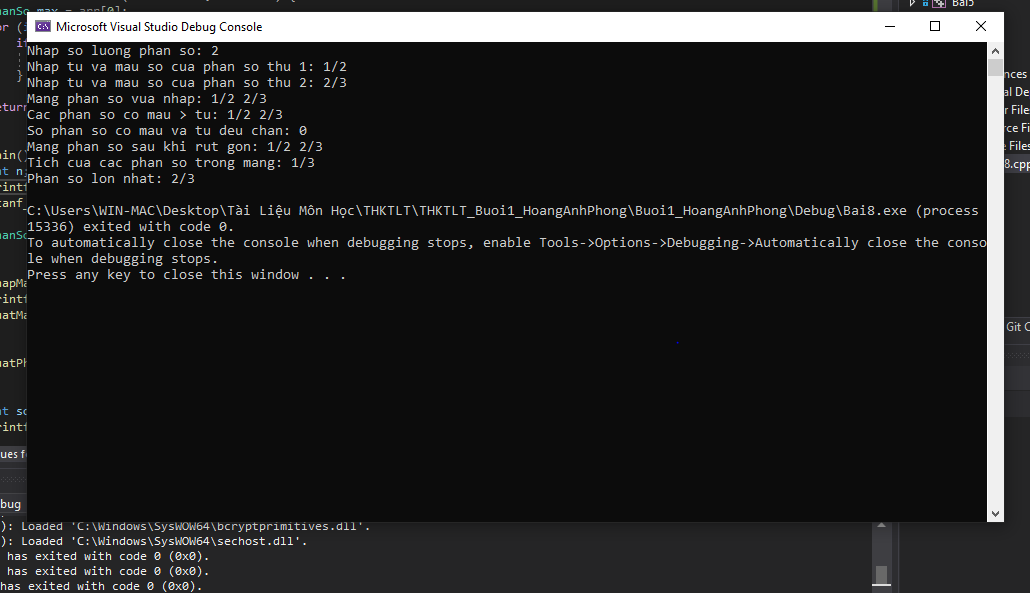 Bai5
Microsoft Visual Studio Debug Console
Nhap so luong phan so: 2
Nhap tu va mau so cua phan so thu 1: 1/2
Nhap tu va mau so cua phan so thu 2: 2/3
Mang phan so vua nhap: 1/2 2/3
Cac phan so co mau > tu: 1/2 2/3
So phan so co mau va tu deu chan: 0
Mang phan so sau khi rut gon: 1/2 2/3
Tich cua cac phan so trong mang: 1/3
Phan so lon nhat: 2/3
C:\Users\WIN-MAC\Desktop\Tài Liệu Môn Học\THKTLT\THKTLT_Buoi1_HoangAnhPhong\Buoi1_HoangAnhPhong\Debug\Bai8.exe (process
15336) exited with code 0.
To automatically close the console when debugging stops, enable Tools->Options->Debugging->Automatically close the conso
le when debugging stops.
Press any key to close this window . . .
Git C
): Loaded 'C:\Windows\SysWOW64\bcryptprimitives.dll'.
): Loaded 'C:\Windows\SysWOW64\sechost.dll'.
has exited with code 0 (0x0).
has exited with code 0 (0x0).
has exited with code 0 (0x0).